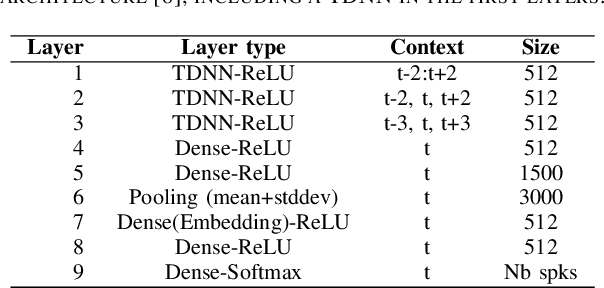 ARCHITECTURE [6], INCLUDING A TDNN IN THE FIRST LAYERS.
Layer Layer type Context Size
1 TDNN-ReLU t-2:t+2 512
2 TDNN-ReLU t-2, t, t+2 512
3 TDNN-ReLU t-3, t, t+3 512
4 Dense-ReLU t 512
5 Dense-ReLU t 1500
6 Pooling (mean+stddev) t 3000
7 Dense(Embedding)-ReLU t 512
8 Dense-ReLU t 512
9 Dense-Softmax t Nb spks